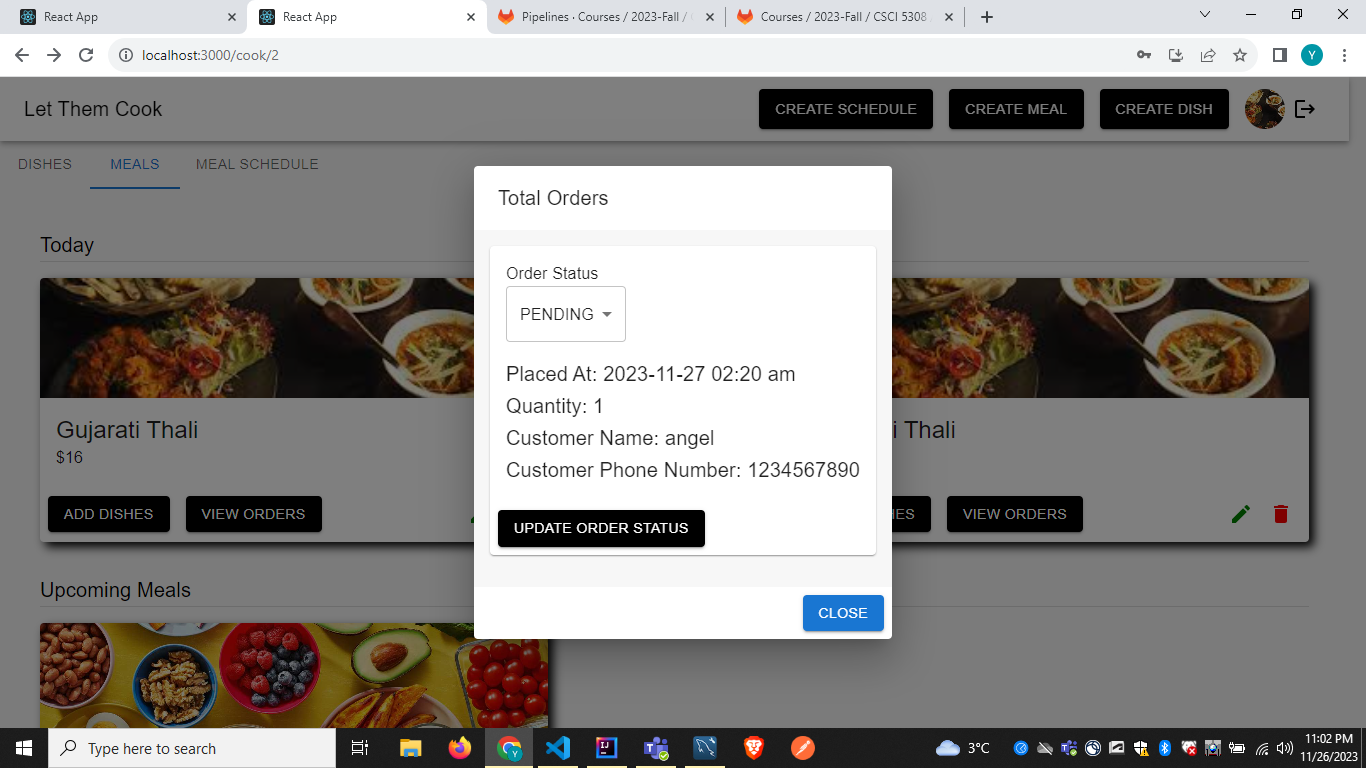 React App
React App
Pipelines · Courses / 2023-Fall /
Courses / 2023-Fall / CSCI 5308
localhost:3000/cook/2
Y
Let Them Cook
CREATE SCHEDULE
CREATE MEAL
CREATE DISH
DISHES
MEALS
MEAL SCHEDULE
Total Orders
Today
Order Status
PENDING
Placed At: 2023-11-27 02:20 am
Quantity: 1
Customer Name: angel
Customer Phone Number: 1234567890
UPDATE ORDER STATUS
CLOSE
Gujarati Thali
$16
ADD DISHES
VIEW ORDERS
i Thali
HES
VIEW ORDERS
Upcoming Meals
Type here to search
3°C
11:02 PM
11/26/2023